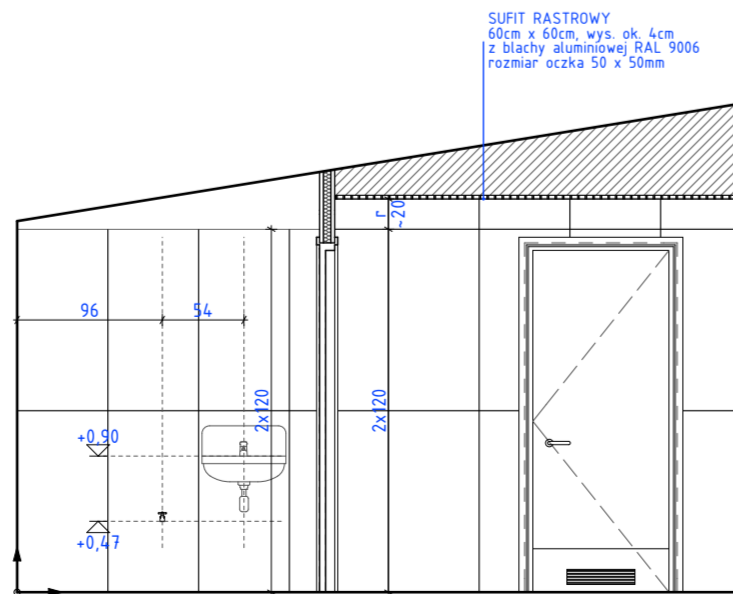 SUFIT RASTROWY
60cm x 60cm, wys. ok. 4cm
z blachy aluminiowej RAL 9006
rozmiar oczka 50 x 50mm
r
~20
96
54
2x120
2x120
+0,90
+0,47